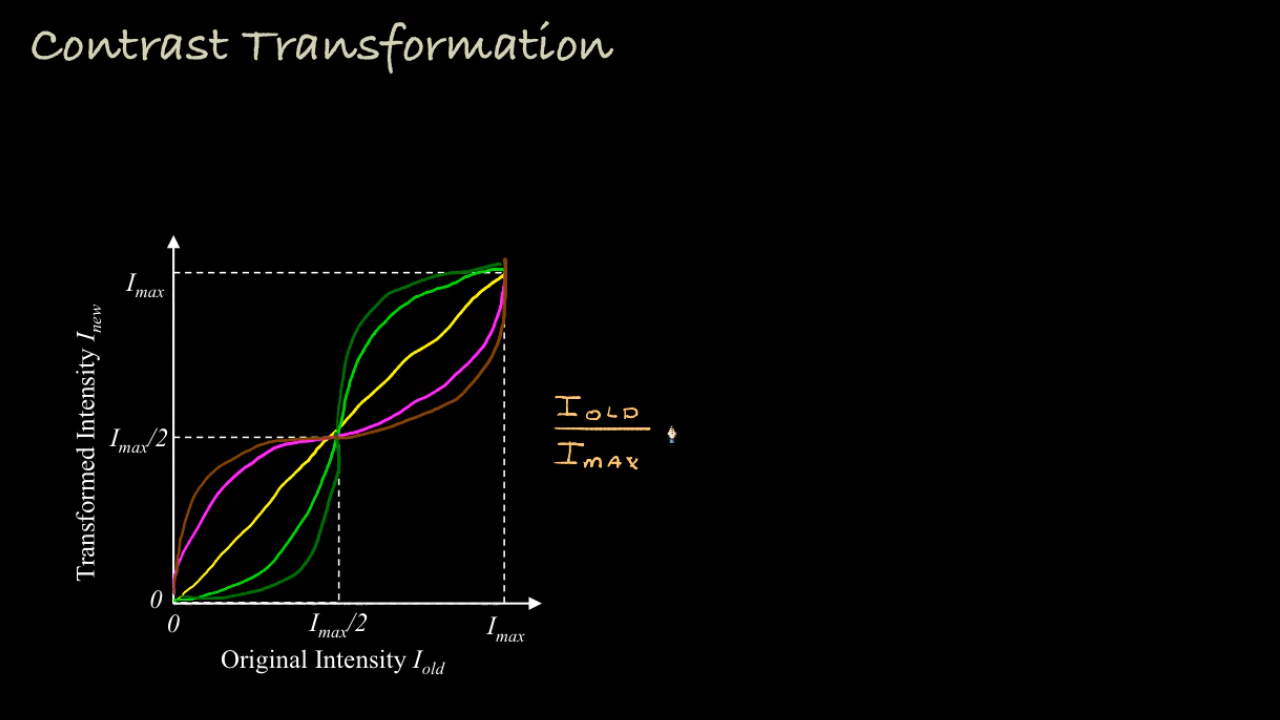 Contrast Transformation
Transformed Intensity Inew
Imax
Imax/2
0
0
Imax/2
Imax
Original Intensity Iold
IOLD
IMAX